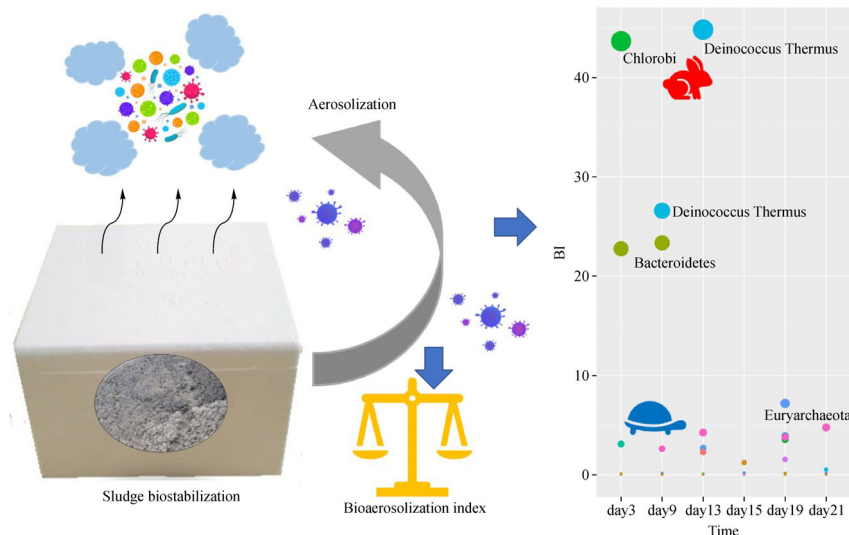 Aerosolization
Sludge biostabilization
Bioaerosolization index
BI
40
30
20
10
0
Chlorobi
Deinococcus Thermus
Deinococcus Thermus
Bacteroidetes
Euryarchaeota
day3 day9 day13 day15 day19 day21
Time